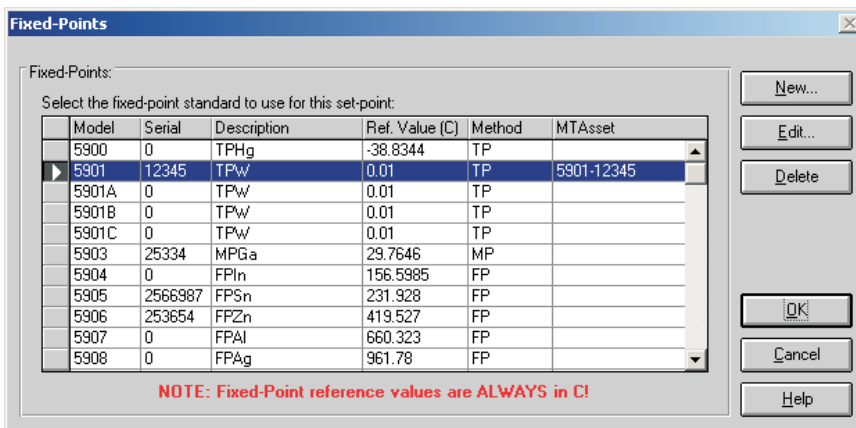 Fixed-Points
Fixed-Points:
Select the fixed-point standard to use for this set-point:
Model Serial Description Ref. Value (C) Method MTAsset
5900 0 TPHg -38.8344 TP
5901 12345 TPW 0.01 TP 5901-12345
5901A 0 TPW 0.01 TP
5901B 0 TPW 0.01 TP
5901C 0 TPW 0.01 TP
5903 25334 MPGa 29.7646 MP
5904 0 FPIn 156.5985 FP
5905 2566987 FPSn 231.928 FP
5906 253654 FPZn 419.527 FP
5907 0 FPAl 660.323 FP
5908 0 FPAg 961.78 FP
NOTE: Fixed-Point reference values are ALWAYS in C!
New...
Edit...
Delete
OK
Cancel
Help